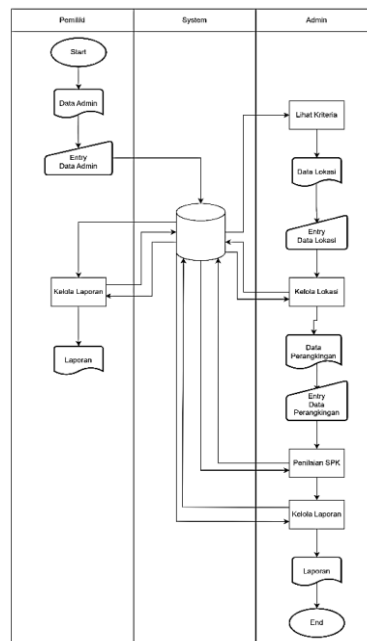 Pemiliki
System
Admin
Start
Data Admin
Entry
Data Admin
Kelola Laporan
Laporan
Lihat Kriteria
Data Lokasi
Entry
Data Lokasi
Kelola Lokasi
Data
Perangkingan
Entry
Data
Perangkingan
Penilaian SPK
Kelola Laporan
Laporan
End